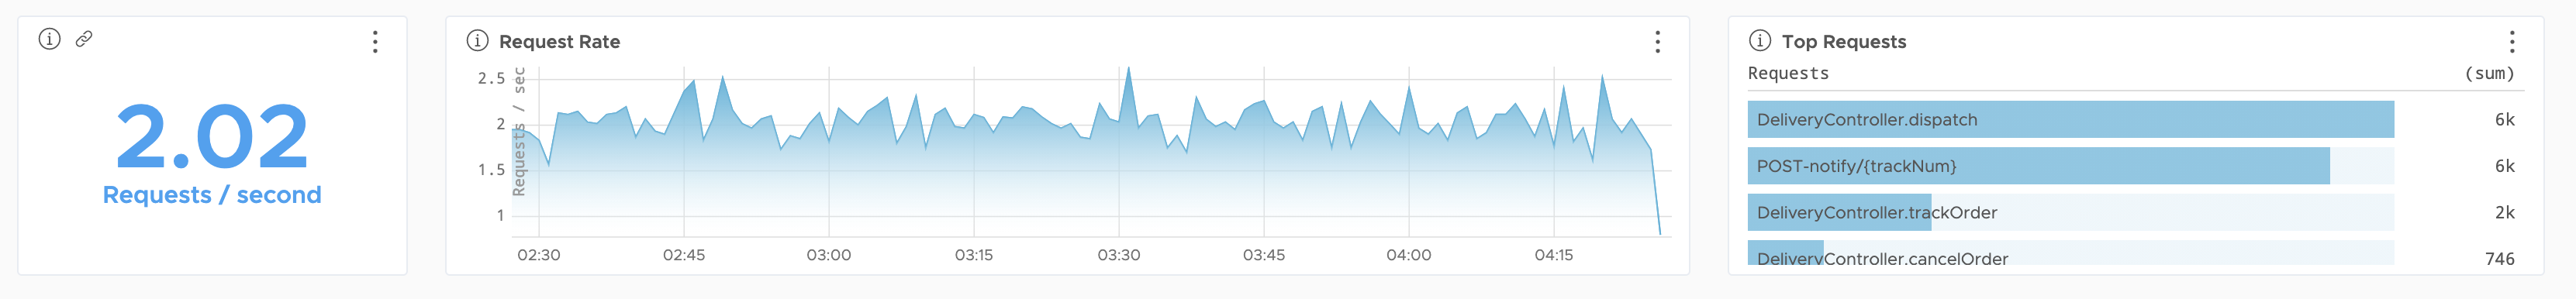 2.02
Requests / second
Request Rate
Requests / sec
2.5
2
1.5
1
02:30 02:45 03:00 03:15 03:30 03:45 04:00 04:15
Top Requests
Requests (sum)
DeliveryController.dispatch 6k
POST-notify/{trackNum} 6k
DeliveryController.trackOrder 2k
DeliveryController.cancelOrder 746